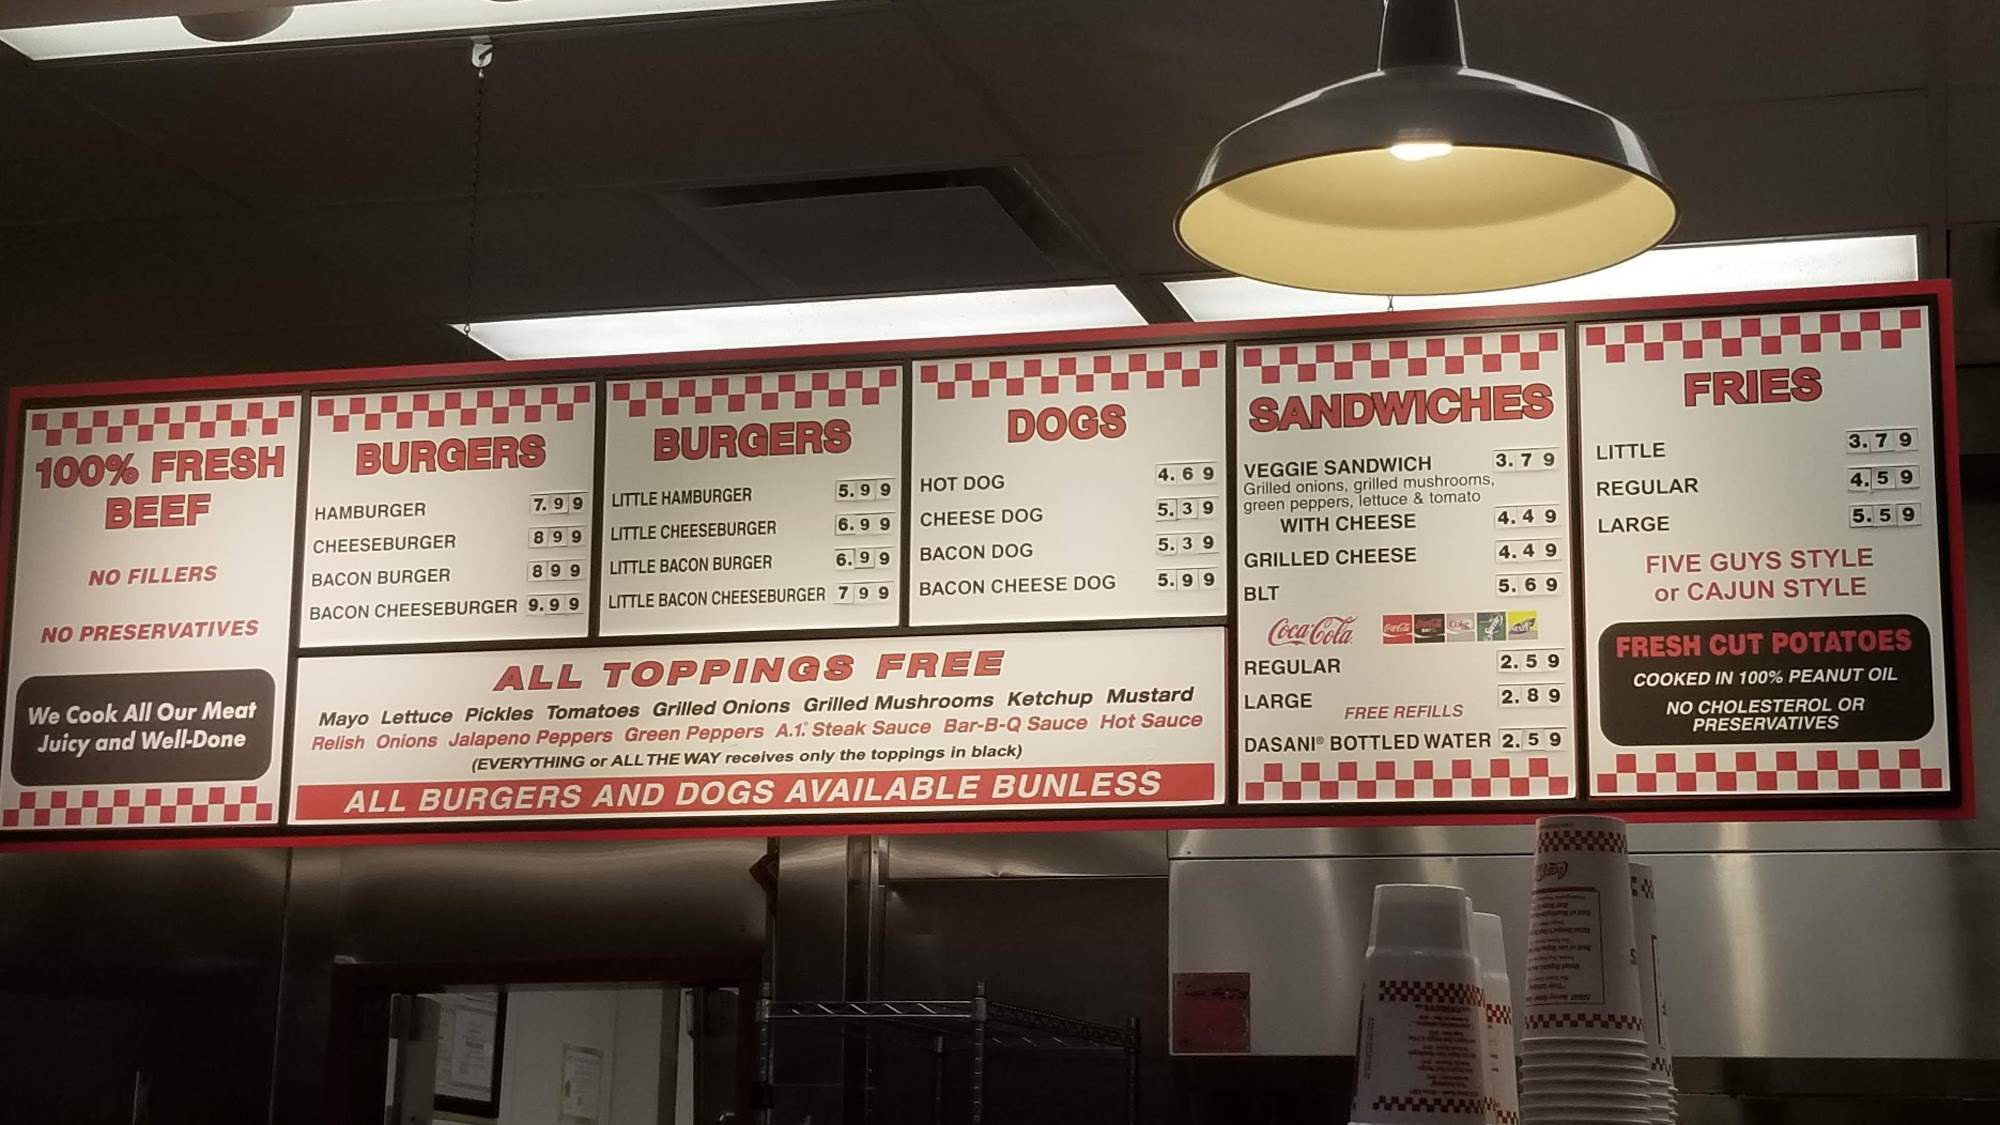 100% FRESH
BEEF
NO FILLERS
NO PRESERVATIVES
We Cook All Our Meat
Juicy and Well-Done
BURGERS
HAMBURGER 7.99
CHEESEBURGER 899
BACON BURGER 899
BACON CHEESEBURGER 9.99
BURGERS
LITTLE HAMBURGER 5.99
LITTLE CHEESEBURGER 6.99
LITTLE BACON BURGER 6.99
LITTLE BACON CHEESEBURGER 799
DOGS
HOT DOG 4.69
CHEESE DOG 5.39
BACON DOG 5.39
BACON CHEESE DOG 5.99
ALL TOPPINGS FREE
Mayo Lettuce Pickles Tomatoes Grilled Onions Grilled Mushrooms Ketchup Mustard
Relish Onions Jalapeno Peppers Green Peppers A.1.® Steak Sauce Bar-B-Q Sauce Hot Sauce
(EVERYTHING or ALL THE WAY receives only the toppings in black)
ALL BURGERS AND DOGS AVAILABLE BUNLESS
SANDWICHES
VEGGIE SANDWICH 3.79
Grilled onions, grilled mushrooms,
green peppers, lettuce & tomato
WITH CHEESE 4.49
GRILLED CHEESE 4.49
BLT 5.69
Coca-Cola Coca-Cola Coca-Cola Coke Sprite
REGULAR 2.59
LARGE 2.89
FREE REFILLS
DASANI® BOTTLED WATER 2.59
FRIES
LITTLE 3.79
REGULAR 4.59
LARGE 5.59
FIVE GUYS STYLE
or CAJUN STYLE
FRESH CUT POTATOES
COOKED IN 100% PEANUT OIL
NO CHOLESTEROL OR
PRESERVATIVES